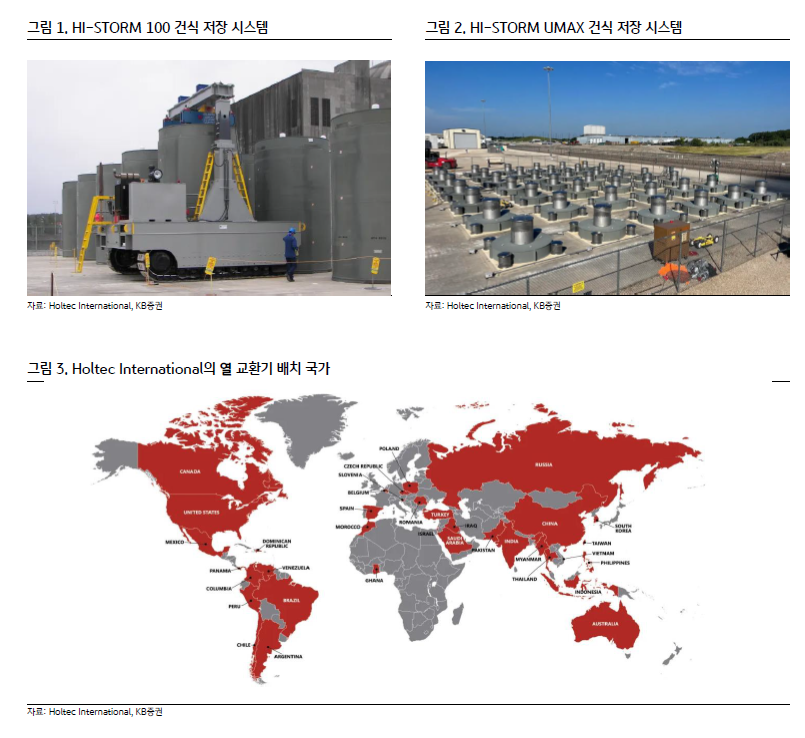 그림 1. HI-STORM 100 건식 저장 시스템
그림 2. HI-STORM UMAX 건식 저장 시스템
자료: Holtec International, KB증권
자료: Holtec International, KB증권
그림 3. Holtec International의 열 교환기 배치 국가
POLAND
CZECH REPUBLIC
SLOVENIA
BELGIUM
SPAIN
MOROCCO
ROMANIA
ISRAEL
TURKEY
IRAQ
SAUDI
ARABIA
PAKISTAN
INDIA
RUSSIA
CHINA
SOUTH
KOREA
TAIWAN
VIETNAM
PHILIPPINES
MYANMAR
THAILAND
INDONESIA
AUSTRALIA
GHANA
CANADA
UNITED STATES
MEXICO
DOMINICAN
REPUBLIC
PANAMA
VENEZUELA
COLUMBIA
PERU
BRAZIL
CHILE
ARGENTINA
자료: Holtec International, KB증권